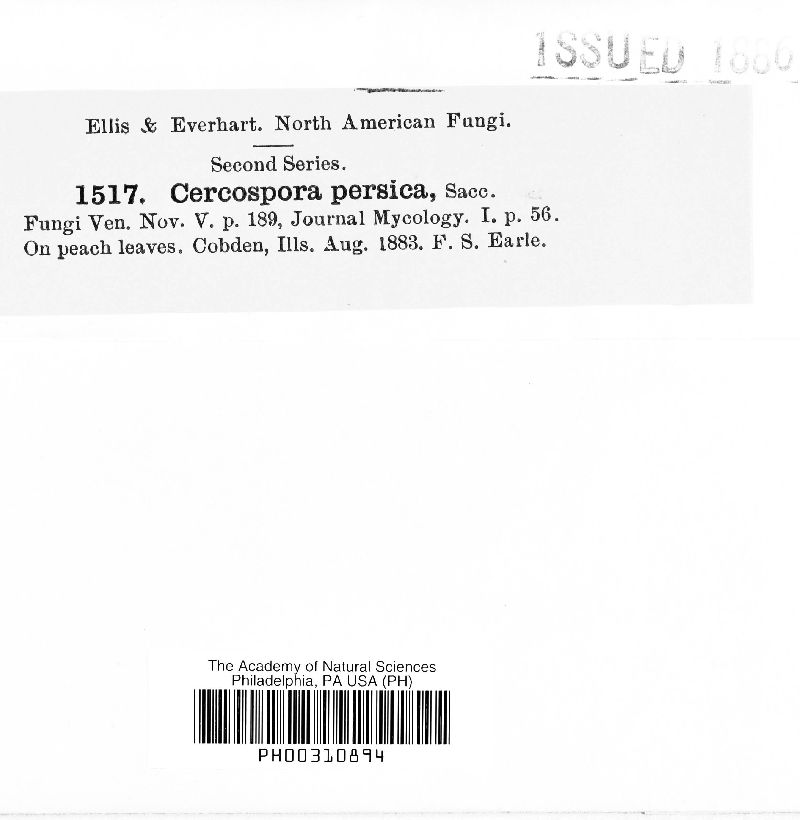 ISSUED 1886
Ellis & Everhart. North American Fungi.
Second Series.
1517. Cercospora persica, Sacc.
Fungi Ven. Nov. V. p. 189, Journal Mycology. I. p. 56.
On peach leaves. Cobden, Ills. Aug. 1883. F. S. Earle.
The Academy of Natural Sciences
Philadelphia, PA USA (PH)
PH00310894